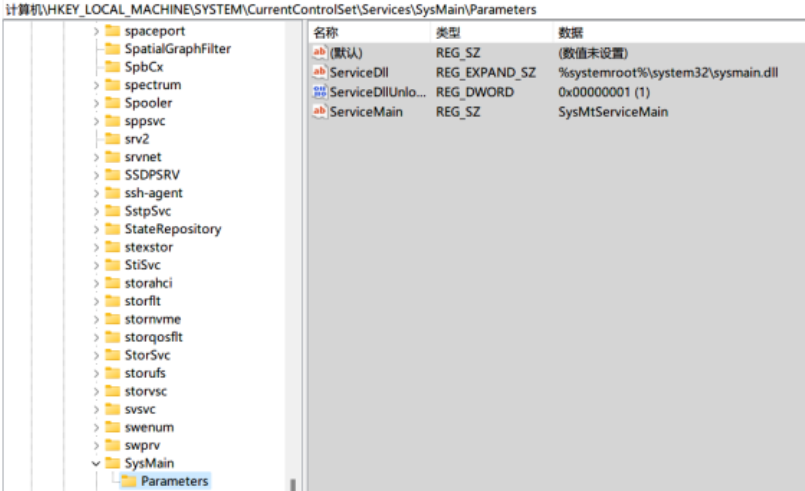 计算机\HKEY_LOCAL_MACHINE\SYSTEM\CurrentControlSet\Services\SysMain\Parameters
spaceport
SpatialGraphFilter
SpbCx
spectrum
Spooler
sppsvc
srv2
srvnet
SSDPSRV
ssh-agent
SstpSvc
StateRepository
stexstor
StiSvc
storahci
storflt
stornvme
storqosflt
StorSvc
storufs
storvsc
svsvc
swenum
swprv
SysMain
Parameters
名称 类型 数据
ab (默认) REG_SZ (数值未设置)
ab ServiceDll REG_EXPAND_SZ %systemroot%\system32\sysmain.dll
ServiceDllUnlo... REG_DWORD 0x00000001 (1)
ab ServiceMain REG_SZ SysMtServiceMain